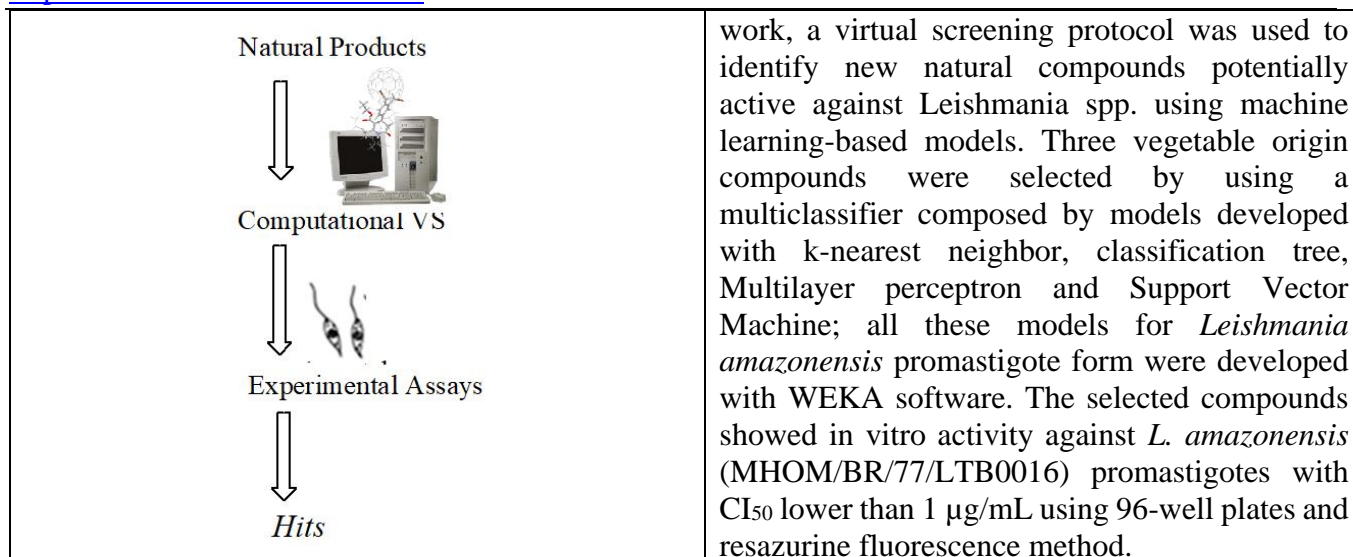 Natural Products
Computational VS
Experimental Assays
Hits
work, a virtual screening protocol was used to
identify new natural compounds potentially
active against Leishmania spp. using machine
learning-based models. Three vegetable origin
compounds were selected by using a
multiclassifier composed by models developed
with k-nearest neighbor, classification tree,
Multilayer perceptron and Support Vector
Machine; all these models for Leishmania
amazonensis promastigote form were developed
with WEKA software. The selected compounds
showed in vitro activity against L. amazonensis
(MHOM/BR/77/LTB0016) promastigotes with
CI50 lower than 1 µg/mL using 96-well plates and
resazurine fluorescence method.